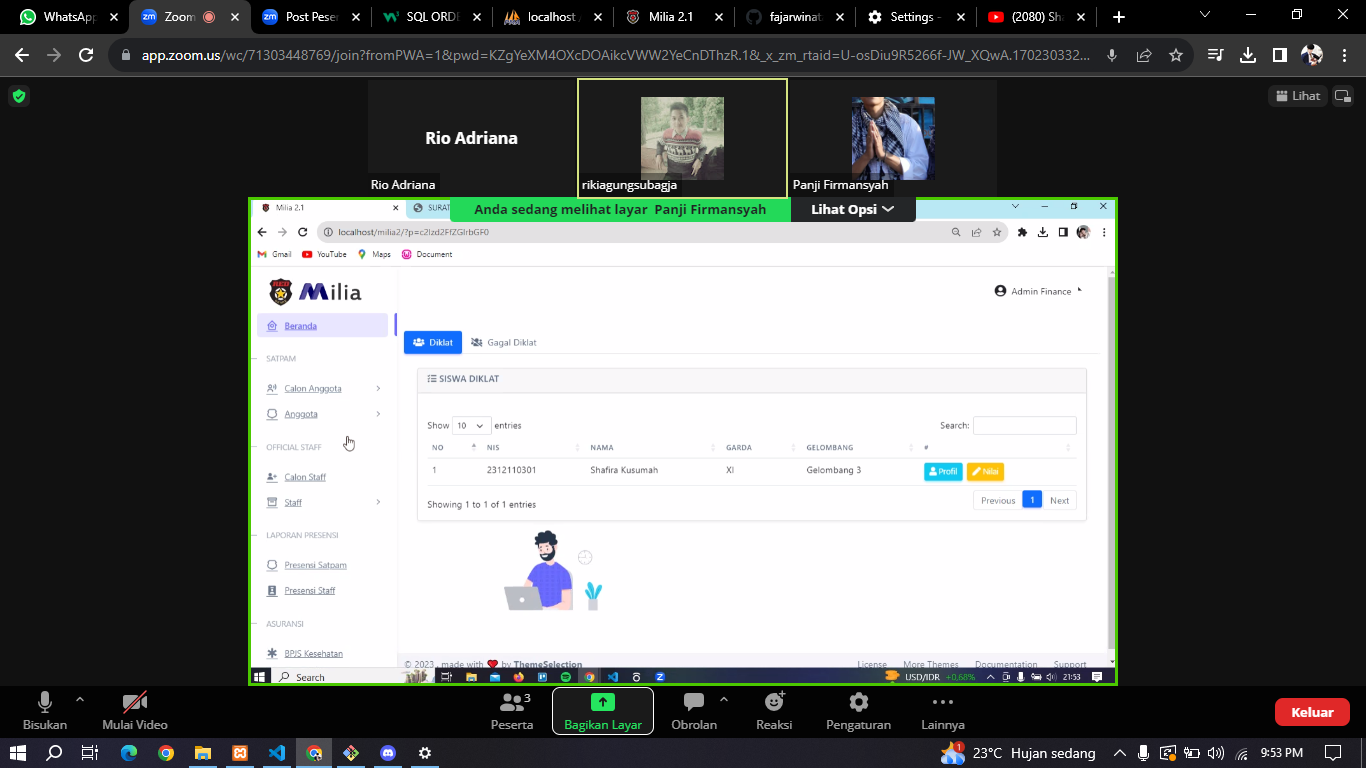 WhatsApp
Zoom
Post Peser
SQL ORD
localhost /
Milia 2.1
fajarwinat
Settings -
(2080) Sha
app.zoom.us/wc/71303448769/join?fromPWA=1&pwd=KZgYeXM4OXcDOAikcVWW2YeCnDThzR.1&_x_zm_rtaid=U-osDiu9R5266f-JW_XQwA.170230332...
Lihat
Rio Adriana
Rio Adriana
rikiagungsubagja
Panji Firmansyah
Milia 2.1
SURAT
Anda sedang melihat layar Panji Firmansyah
Lihat Opsi
localhost/milia2/?p=c2lzd2FfZGlrbGF0
Gmail
YouTube
Maps
Document
Milia
Admin Finance
Beranda
Diklat
Gagal Diklat
SATPAM
Calon Anggota
Anggota
OFFICIAL STAFF
Calon Staff
Staff
LAPORAN PRESENSI
Presensi Satpam
Presensi Staff
ASURANSI
BPJS Kesehatan
SISWA DIKLAT
Show 10 entries
Search:
NO NIS NAMA GARDA GELOMBANG #
1 2312110301 Shafira Kusumah XI Gelombang 3 Profil Nilai
Showing 1 to 1 of 1 entries
Previous 1 Next
© 2023 , made with ❤ by ThemeSelection
License More Themes Documentation Support
Search
USD/IDR +0,68%
21:53
Bisukan
Mulai Video
3
Peserta
Bagikan Layar
Obrolan
Reaksi
Pengaturan
Lainnya
Keluar
1
23°C Hujan sedang
9:53 PM